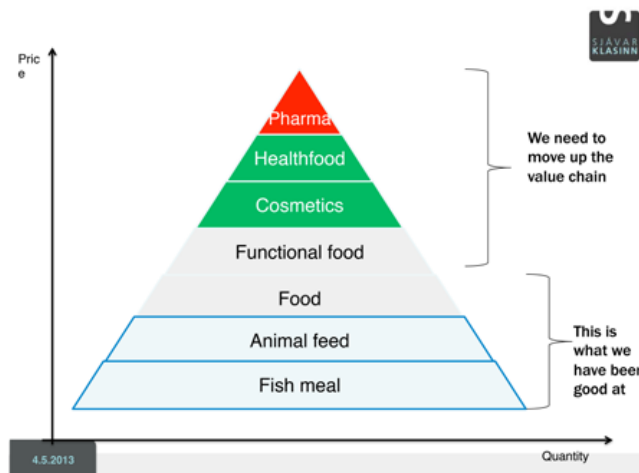 SJÁVAR
KLASINN
Pric
e
Pharma
Healthfood
Cosmetics
Functional food
Food
Animal feed
Fish meal
We need to
move up the
value chain
This is
what we
have been
good at
Quantity
4.5.2013